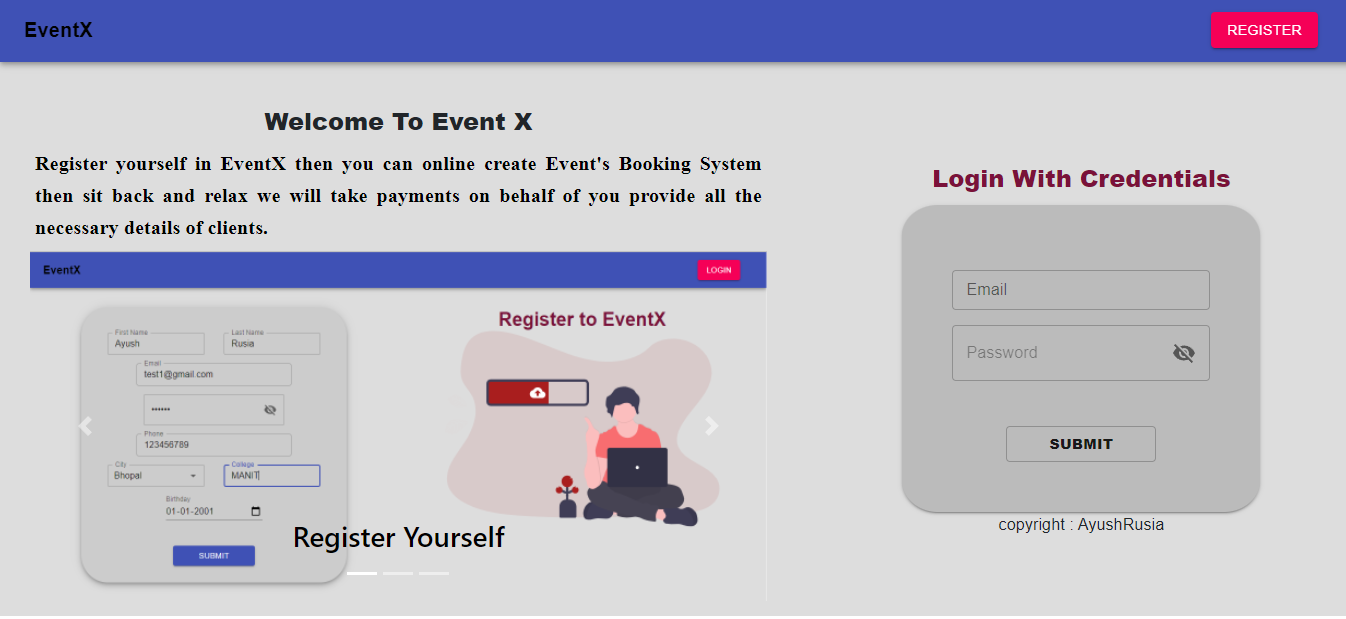 EventX
REGISTER
Welcome To Event X
Register yourself in EventX then you can online create Event's Booking System
then sit back and relax we will take payments on behalf of you provide all the
necessary details of clients.
EventX
LOGIN
Register to EventX
First Name
Last Name
Ayush
Rusia
Email
test1@gmail.com
Phone
123456789
City
College
Bhopal
MANIT
Birthday
01-01-2001
SUBMIT
Register Yourself
Login With Credentials
Email
Password
SUBMIT
copyright : AyushRusia